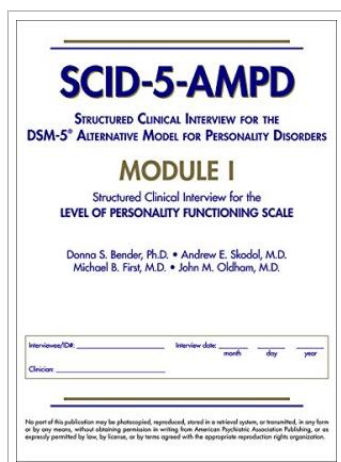 SCID-5-AMPD
STRUCTURED CLINICAL INTERVIEW FOR THE
DSM-5® ALTERNATIVE MODEL FOR PERSONALITY DISORDERS
MODULE I
Structured Clinical Interview for the
LEVEL OF PERSONALITY FUNCTIONING SCALE
Donna S. Bender, Ph.D. • Andrew E. Skodol, M.D.
Michael B. First, M.D. • John M. Oldham, M.D.
Interviewee/ID#: Interview date:
month day year
Clinician:
No part of this publication may be photocopied, reproduced, stored in a retrieval system, or transmitted, in any form
or by any means, without obtaining permission in writing from American Psychiatric Association Publishing, or as
expressly permitted by law, by license, or by terms agreed with the appropriate reproduction rights organization.